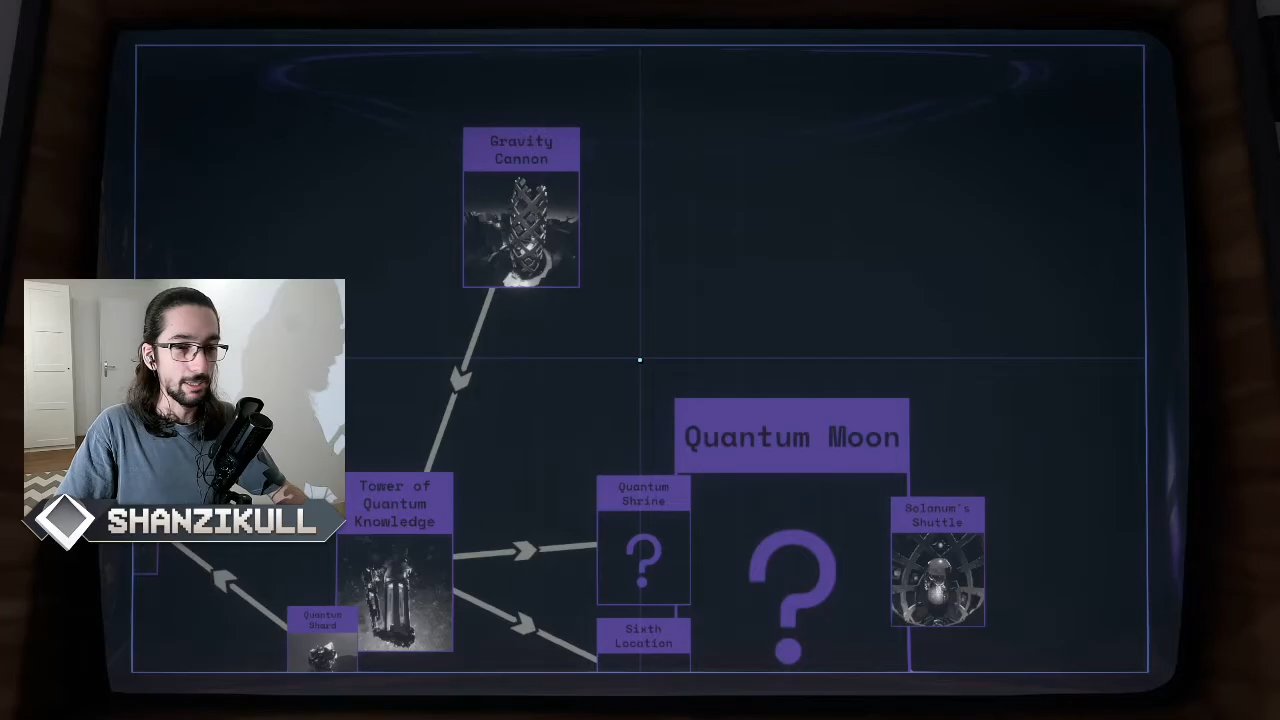 Gravity
Cannon
Quantum Moon
Tower of
Quantum
Knowledge
Quantum
Shrine
Solanum's
Shuttle
SHANZIKULL
Quantum
Shard
Sixth
Location